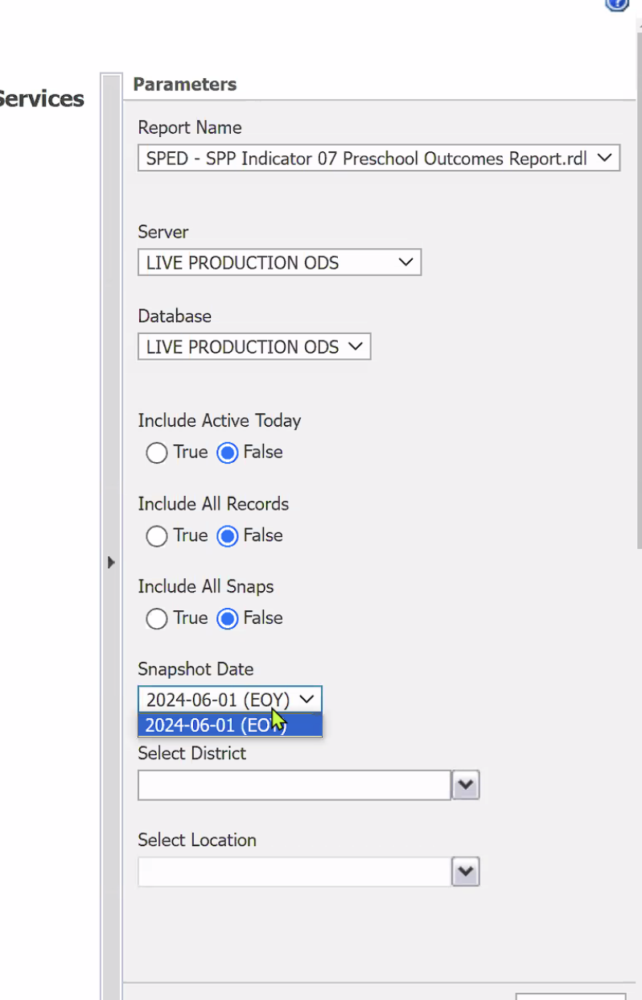 Services
Parameters
Report Name
SPED - SPP Indicator 07 Preschool Outcomes Report.rdl
Server
LIVE PRODUCTION ODS
Database
LIVE PRODUCTION ODS
Include Active Today
True False
Include All Records
True False
Include All Snaps
True False
Snapshot Date
2024-06-01 (EOY)
2024-06-01 (EOY)
Select District
Select Location